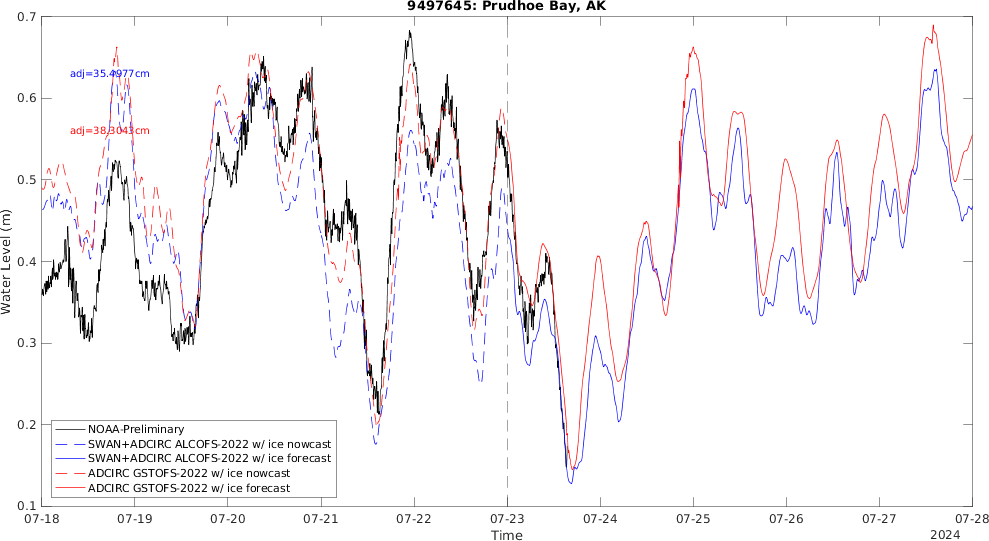 9497645: Prudhoe Bay, AK
0.7
0.6
0.5
0.4
0.3
0.2
0.1
Water Level (m)
adj=35.4977cm
adj=38.3043cm
NOAA-Preliminary
SWAN+ADCIRC ALCOFS-2022 w/ ice nowcast
SWAN+ADCIRC ALCOFS-2022 w/ ice forecast
ADCIRC GSTOFS-2022 w/ ice nowcast
ADCIRC GSTOFS-2022 w/ ice forecast
07-18 07-19 07-20 07-21 07-22 07-23 07-24 07-25 07-26 07-27 07-28
Time
2024